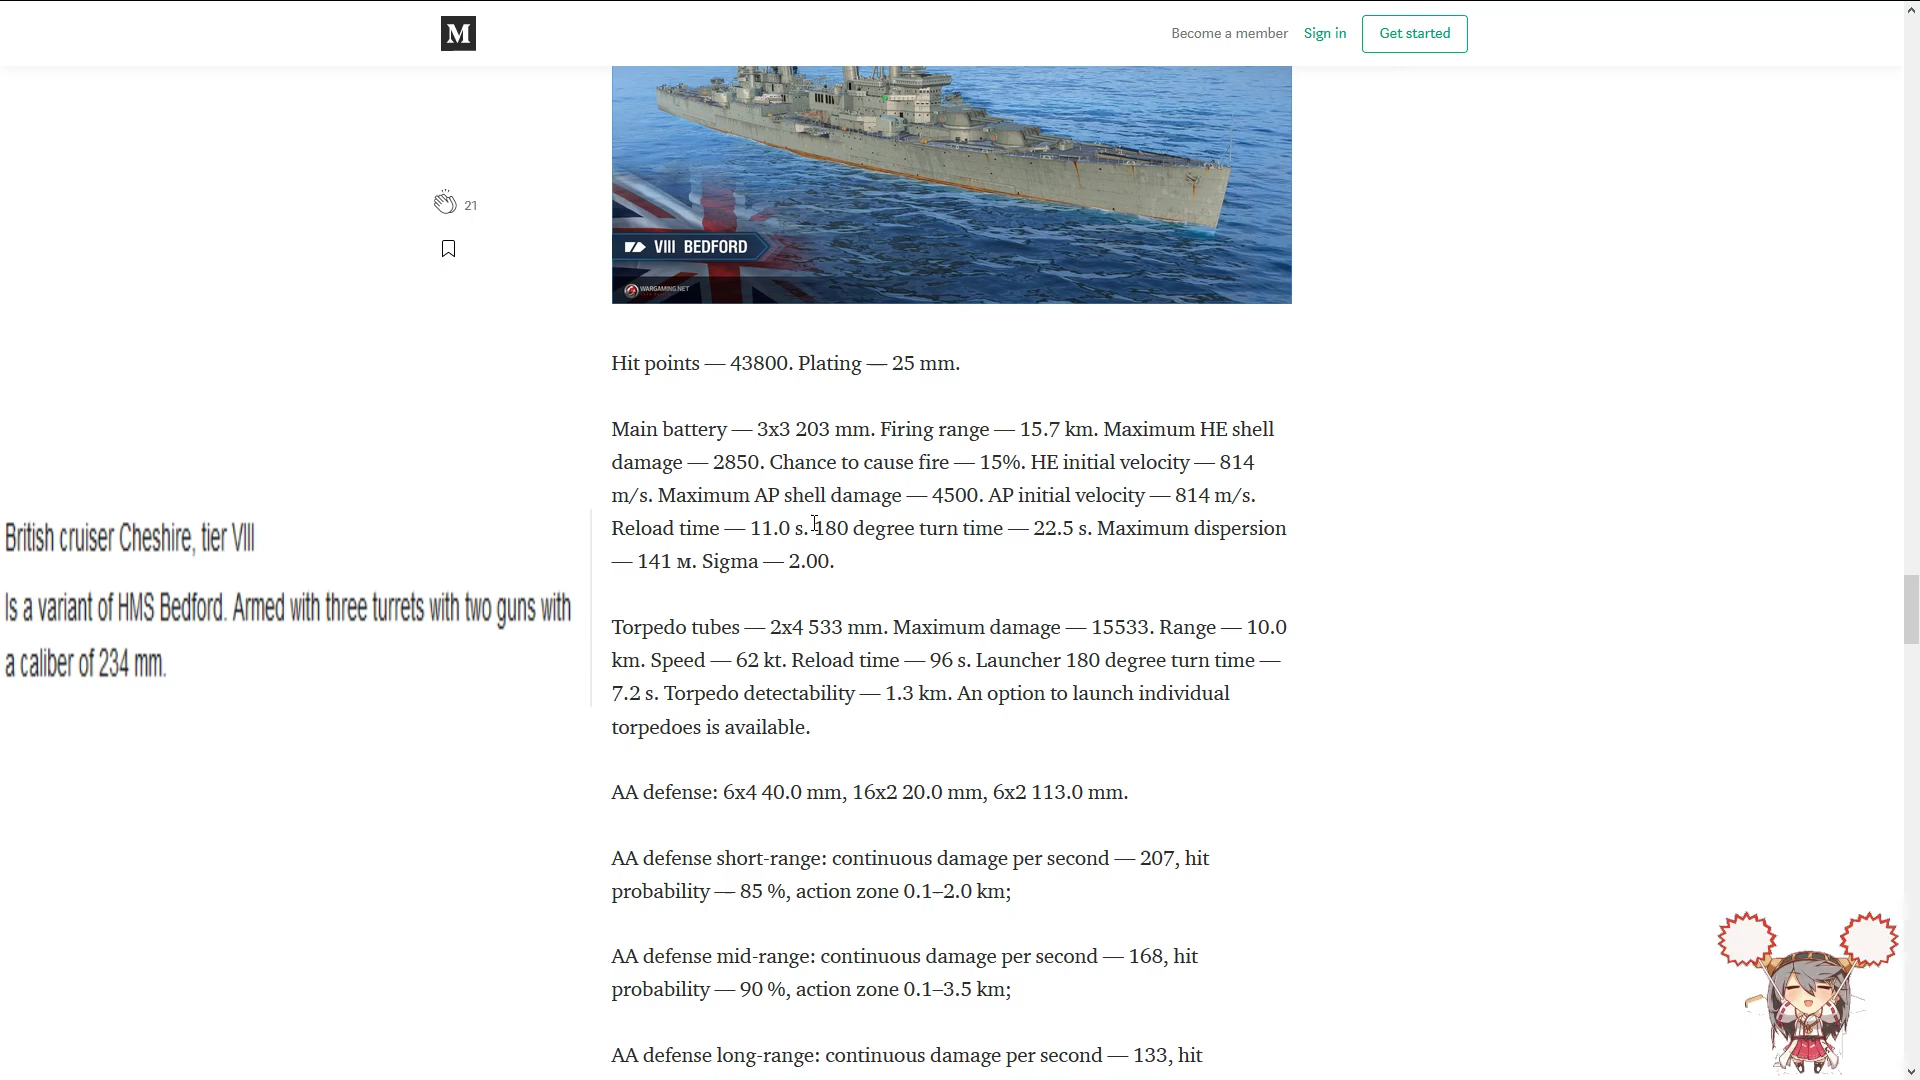 M
Become a member
Sign in
Get started
21
VIII BEDFORD
WARGAMING.NET
Hit points — 43800. Plating — 25 mm.
Main battery — 3x3 203 mm. Firing range — 15.7 km. Maximum HE shell
damage — 2850. Chance to cause fire — 15%. HE initial velocity — 814
m/s. Maximum AP shell damage — 4500. AP initial velocity — 814 m/s.
Reload time — 11.0 s. 180 degree turn time — 22.5 s. Maximum dispersion
— 141 м. Sigma — 2.00.
British cruiser Cheshire, tier VIII
Is a variant of HMS Bedford. Armed with three turrets with two guns with
a caliber of 234 mm.
Torpedo tubes — 2x4 533 mm. Maximum damage — 15533. Range — 10.0
km. Speed — 62 kt. Reload time — 96 s. Launcher 180 degree turn time —
7.2 s. Torpedo detectability — 1.3 km. An option to launch individual
torpedoes is available.
AA defense: 6x4 40.0 mm, 16x2 20.0 mm, 6x2 113.0 mm.
AA defense short-range: continuous damage per second — 207, hit
probability — 85 %, action zone 0.1–2.0 km;
AA defense mid-range: continuous damage per second — 168, hit
probability — 90 %, action zone 0.1–3.5 km;
AA defense long-range: continuous damage per second — 133, hit